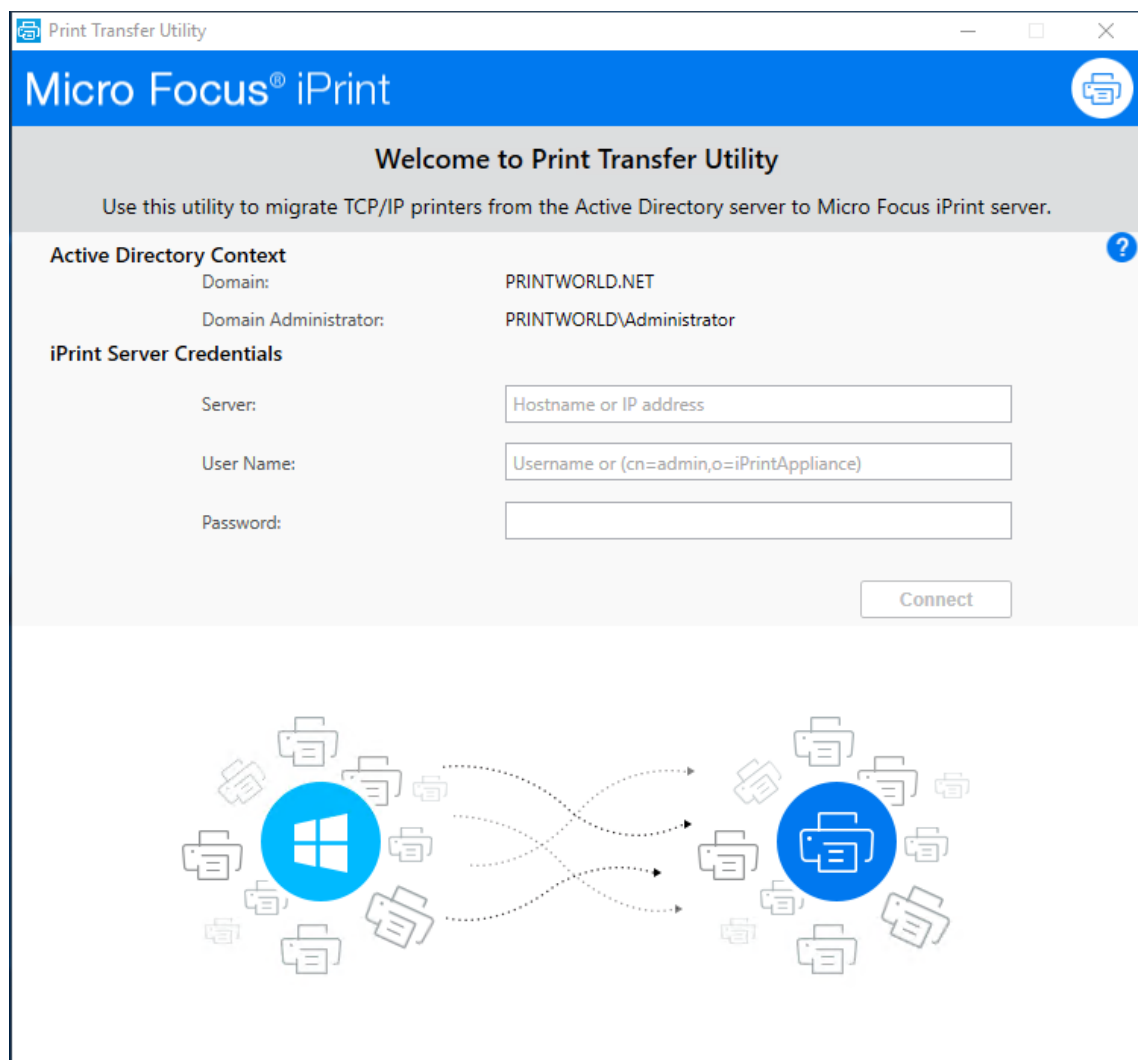 Print Transfer Utility
Micro Focus® iPrint
Welcome to Print Transfer Utility
Use this utility to migrate TCP/IP printers from the Active Directory server to Micro Focus iPrint server.
?
Active Directory Context
Domain: PRINTWORLD.NET
Domain Administrator: PRINTWORLD\Administrator
iPrint Server Credentials
Server: Hostname or IP address
User Name: Username or (cn=admin,o=iPrintAppliance)
Password:
Connect